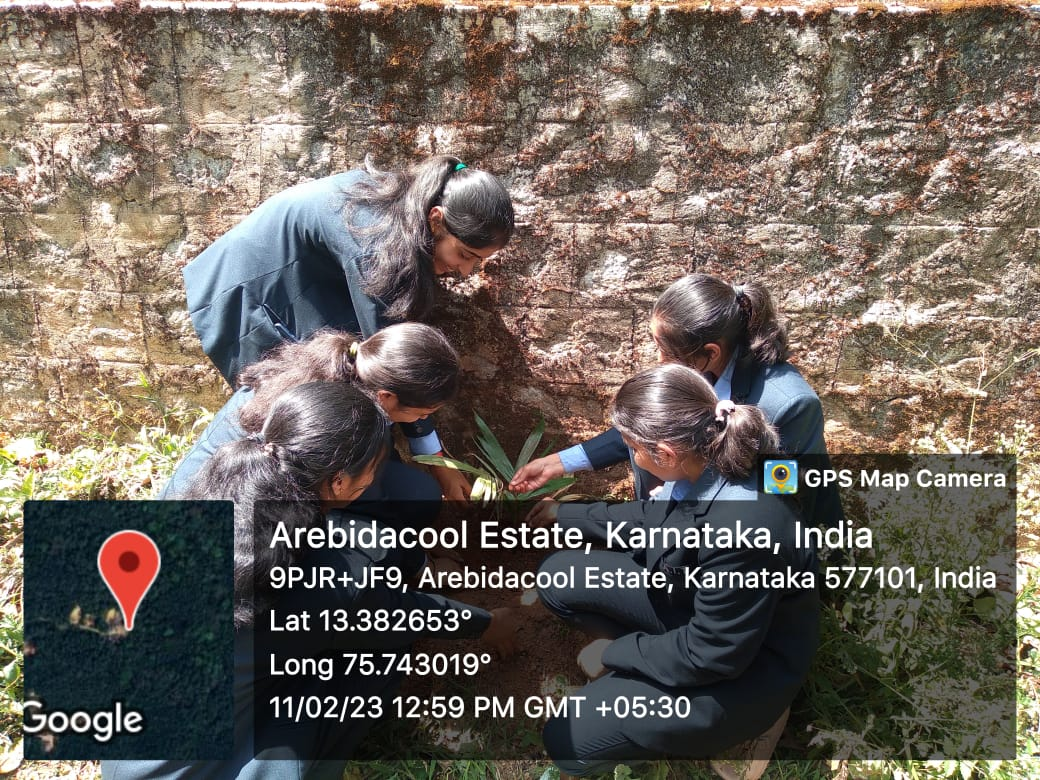 GPS Map Camera
Arebidacool Estate, Karnataka, India
9PJR+JF9, Arebidacool Estate, Karnataka 577101, India
Lat 13.382653°
Long 75.743019°
11/02/23 12:59 PM GMT +05:30
Google